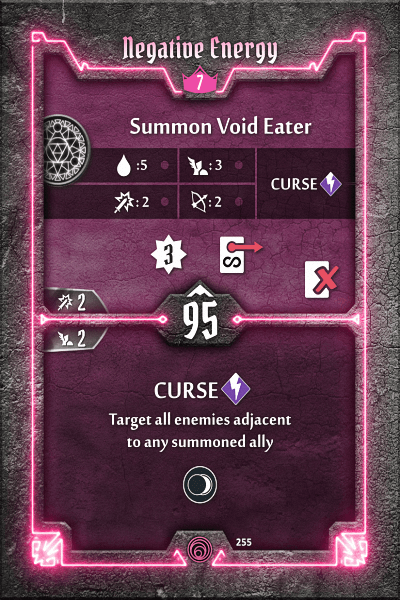 Negative Energy
7
Summon Void Eater
:5
:3
CURSE
:2
:2
3
2
95
2
CURSE
Target all enemies adjacent
to any summoned ally
255